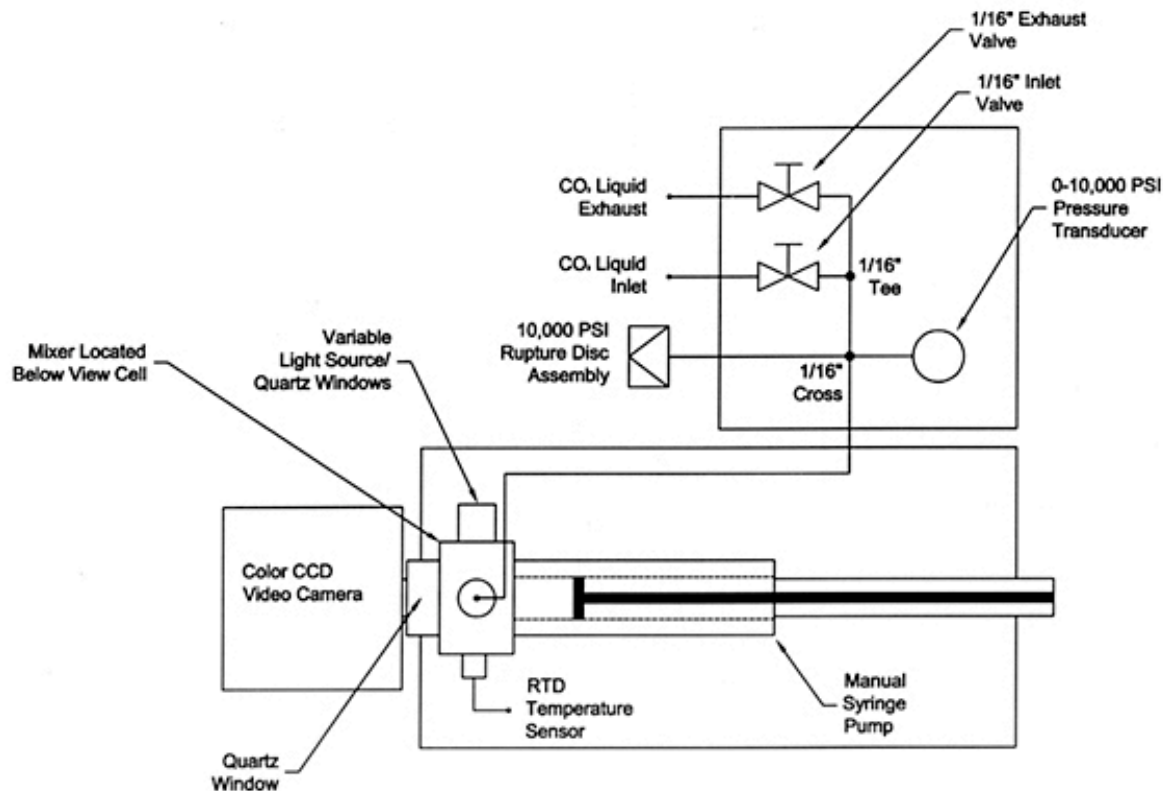 1/16" Exhaust
Valve
1/16" Inlet
Valve
CO. Liquid
Exhaust
0-10,000 PSI
Pressure
Transducer
CO. Liquid
Inlet
1/16"
Tee
10,000 PSI
Rupture Disc
Assembly
Variable
Light Source/
Quartz Windows
Mixer Located
Below View Cell
1/16"
Cross
Color CCD
Video Camera
RTD
Temperature
Sensor
Manual
Syringe
Pump
Quartz
Window